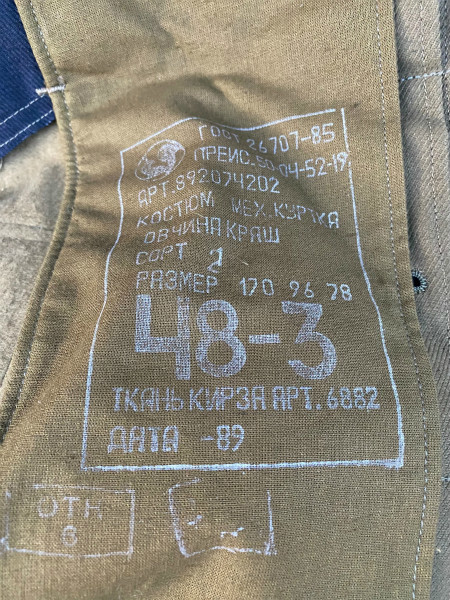 ГОСТ 26707-85
ПРЕЙС.50-04-52-19
АРТ.892074202
КОСТЮМ МЕХ.КУРТКА
ОВЧИНА КРАШ
СОРТ 1
РАЗМЕР 170 96 78
48-3
ТКАНЬ КИРЗА АРТ.6882
ДАТА -89
ОТК
6